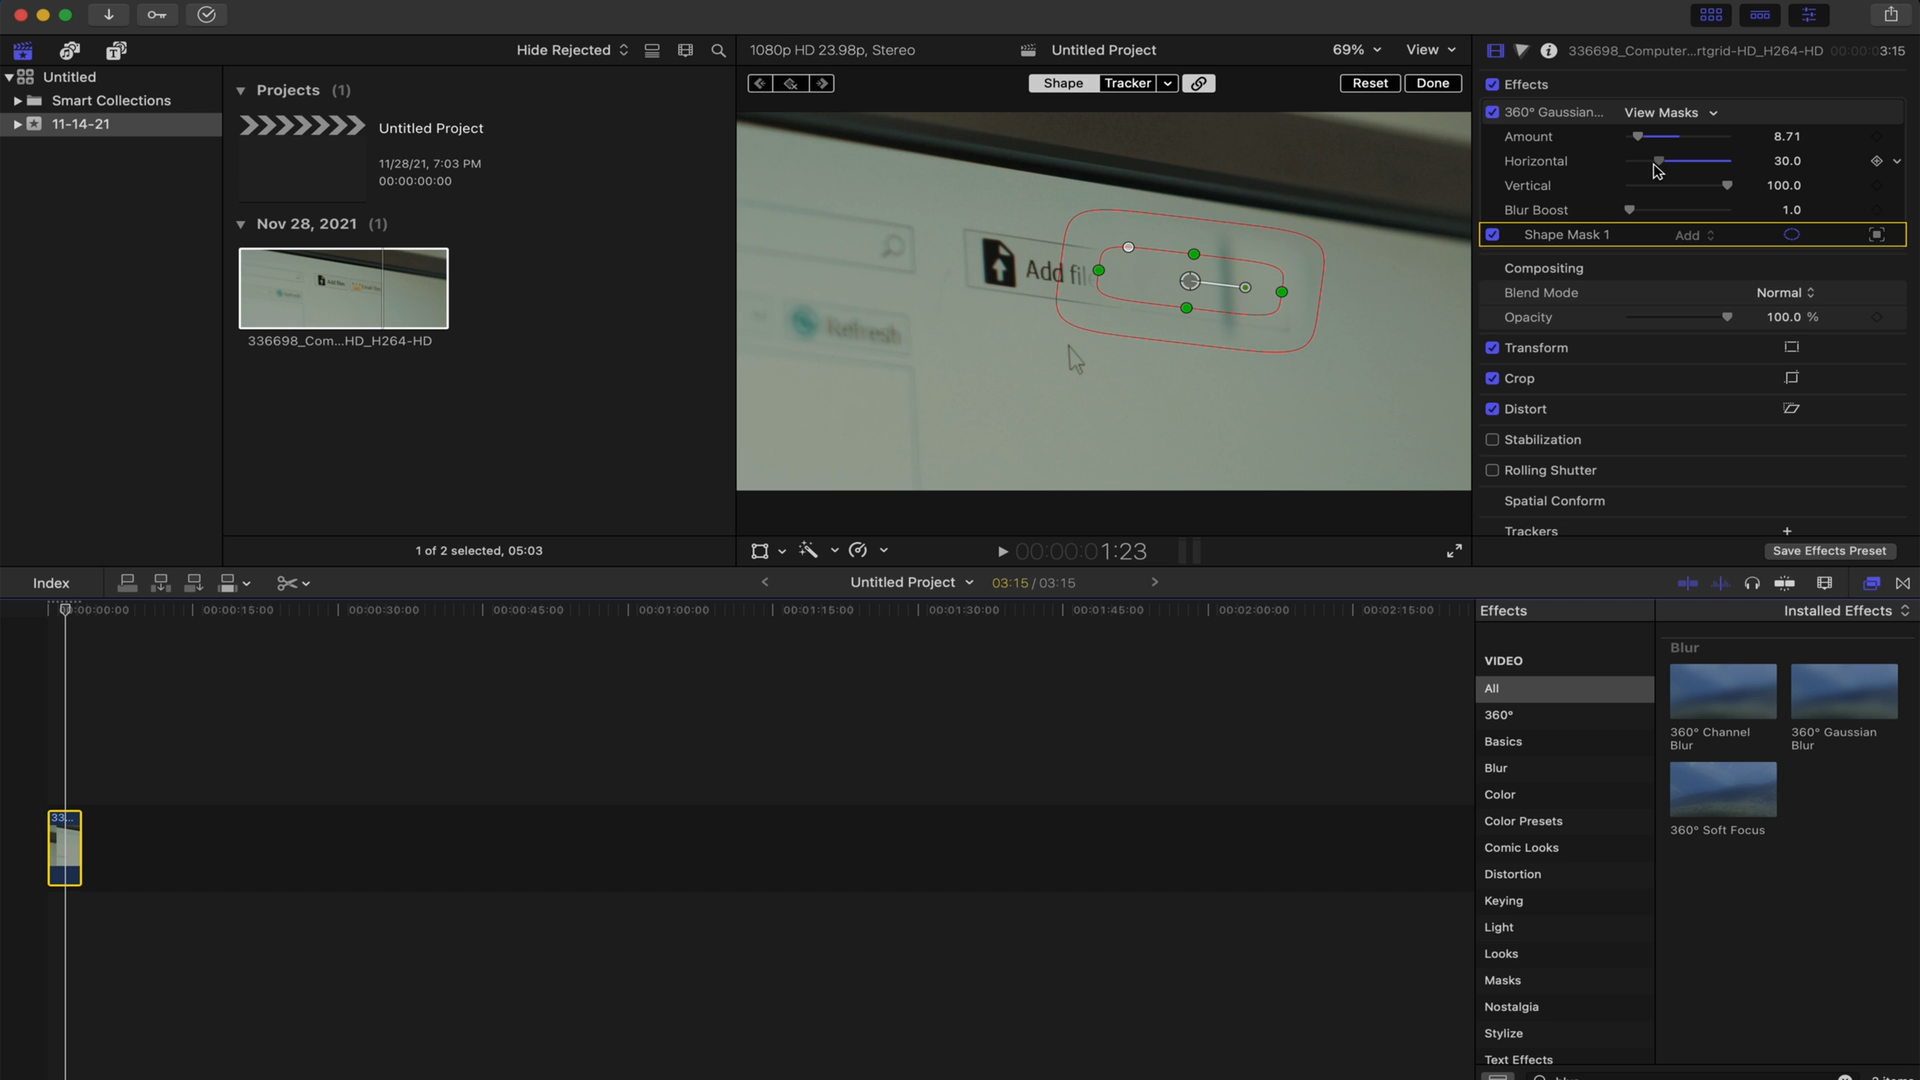 Hide Rejected
1080p HD 23.98p, Stereo
Untitled Project
69%
View
336698_Computer...rtgrid-HD_H264-HD
00:00:03:15
Untitled
Smart Collections
11-14-21
Projects (1)
Untitled Project
11/28/21, 7:03 PM
00:00:00:00
Nov 28, 2021 (1)
336698_Com...HD_H264-HD
1 of 2 selected, 05:03
Shape
Tracker
Reset
Done
Add fil
Refresh
00:00:01:23
Effects
360° Gaussian...
View Masks
Amount
8.71
Horizontal
30.0
Vertical
100.0
Blur Boost
1.0
Shape Mask 1
Add
Compositing
Blend Mode
Normal
Opacity
100.0 %
Transform
Crop
Distort
Stabilization
Rolling Shutter
Spatial Conform
Trackers
Save Effects Preset
Index
Untitled Project
03:15 / 03:15
00:00:00:00
00:00:15:00
00:00:30:00
00:00:45:00
00:01:00:00
00:01:15:00
00:01:30:00
00:01:45:00
00:02:00:00
00:02:15:00
33...
Effects
Installed Effects
VIDEO
All
360°
Basics
Blur
Color
Color Presets
Comic Looks
Distortion
Keying
Light
Looks
Masks
Nostalgia
Stylize
Text Effects
Blur
360° Channel
Blur
360° Gaussian
Blur
360° Soft Focus